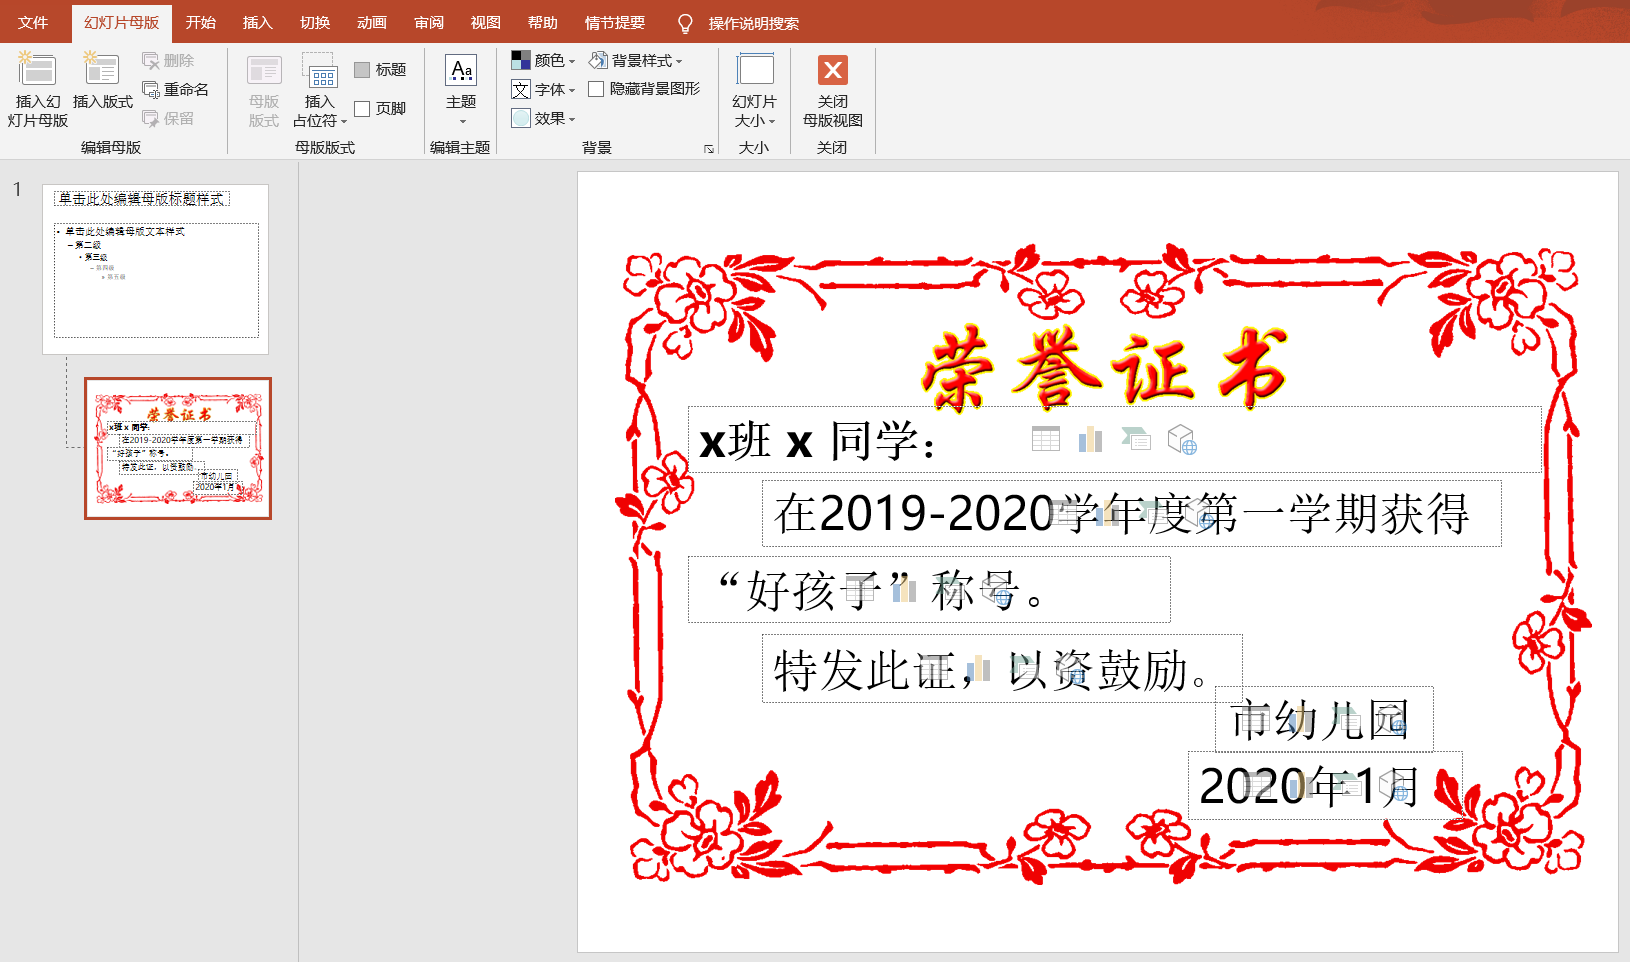 文件 幻灯片母版 开始 插入 切换 动画 审阅 视图 帮助 情节提要 操作说明搜索
插入幻灯片母版
插入版式
删除
重命名
保留
编辑母版
母版版式
插入占位符
标题
页脚
母版版式
Aa
主题
编辑主题
颜色
文 字体
效果
背景样式
隐藏背景图形
背景
幻灯片大小
大小
关闭母版视图
关闭
1
单击此处编辑母版标题样式
• 单击此处编辑母版文本样式
– 第二级
• 第三级
– 第四级
» 第五级
荣誉证书
x班 x 同学:
在2019-2020学年度第一学期获得
“好孩子”称号。
特发此证，以资鼓励。
市幼儿园
2020年1月
荣誉证书
x班 x 同学：
在2019-2020学年度第一学期获得
“好孩子”称号。
特发此证，以资鼓励。
市幼儿园
2020年1月